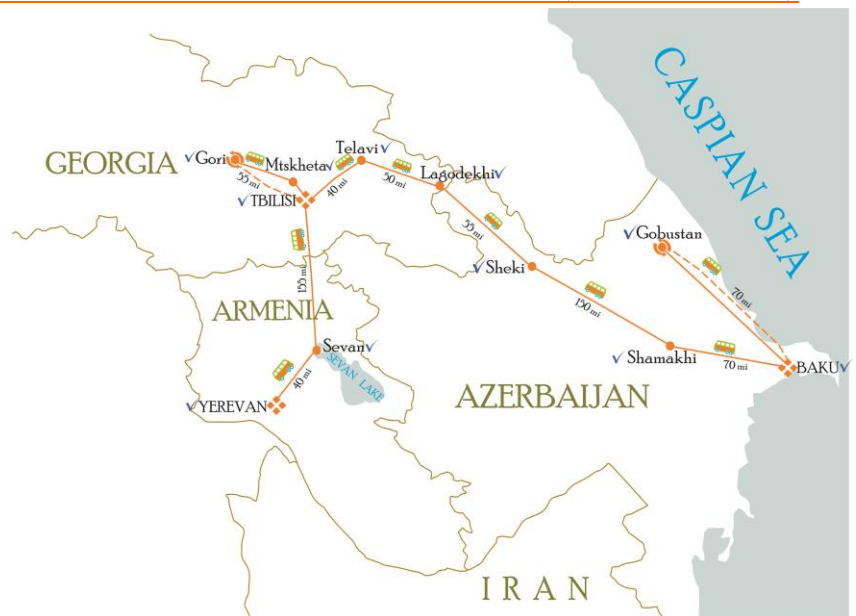 CASPIAN SEA
GEORGIA
Gori
Mtskheta
Telavi
Lagodekhi
55 mi
TBILISI
40 mi
50 mi
55 mi
Gobustan
Sheki
155 mi
150 mi
70 mi
ARMENIA
Sevan
SEVAN LAKE
40 mi
YEREVAN
Shamakhi
70 mi
BAKU
AZERBAIJAN
IRAN